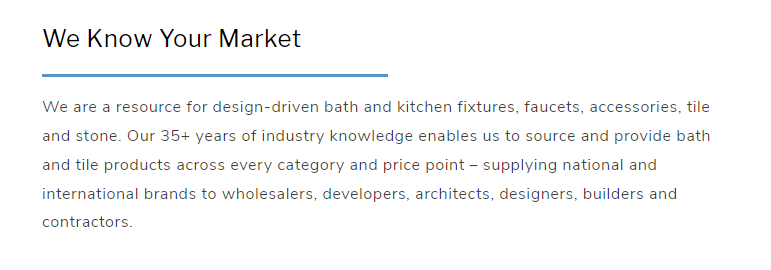 We Know Your Market
We are a resource for design-driven bath and kitchen fixtures, faucets, accessories, tile
and stone. Our 35+ years of industry knowledge enables us to source and provide bath
and tile products across every category and price point – supplying national and
international brands to wholesalers, developers, architects, designers, builders and
contractors.